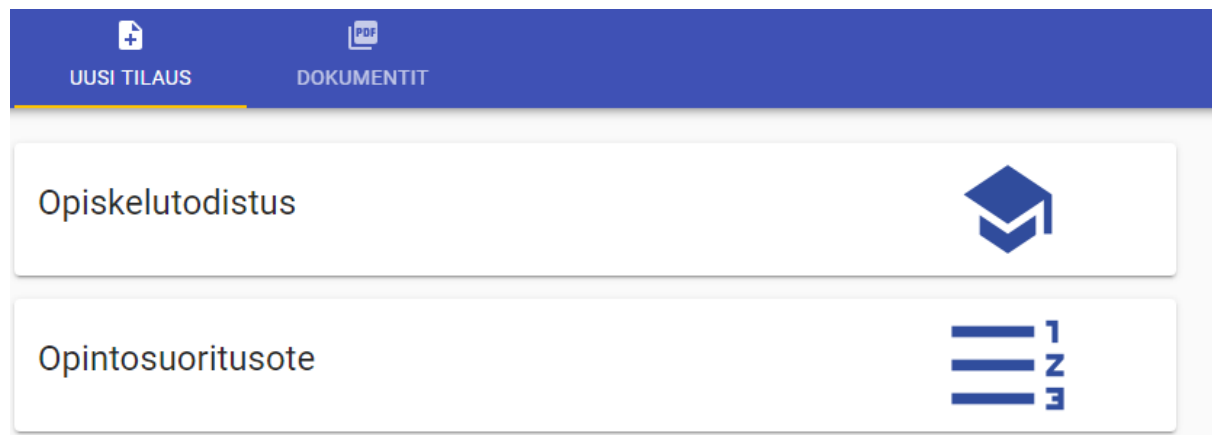 UUSI TILAUS
PDF
DOKUMENTIT
Opiskelutodistus
Opintosuoritusote
1
2
3